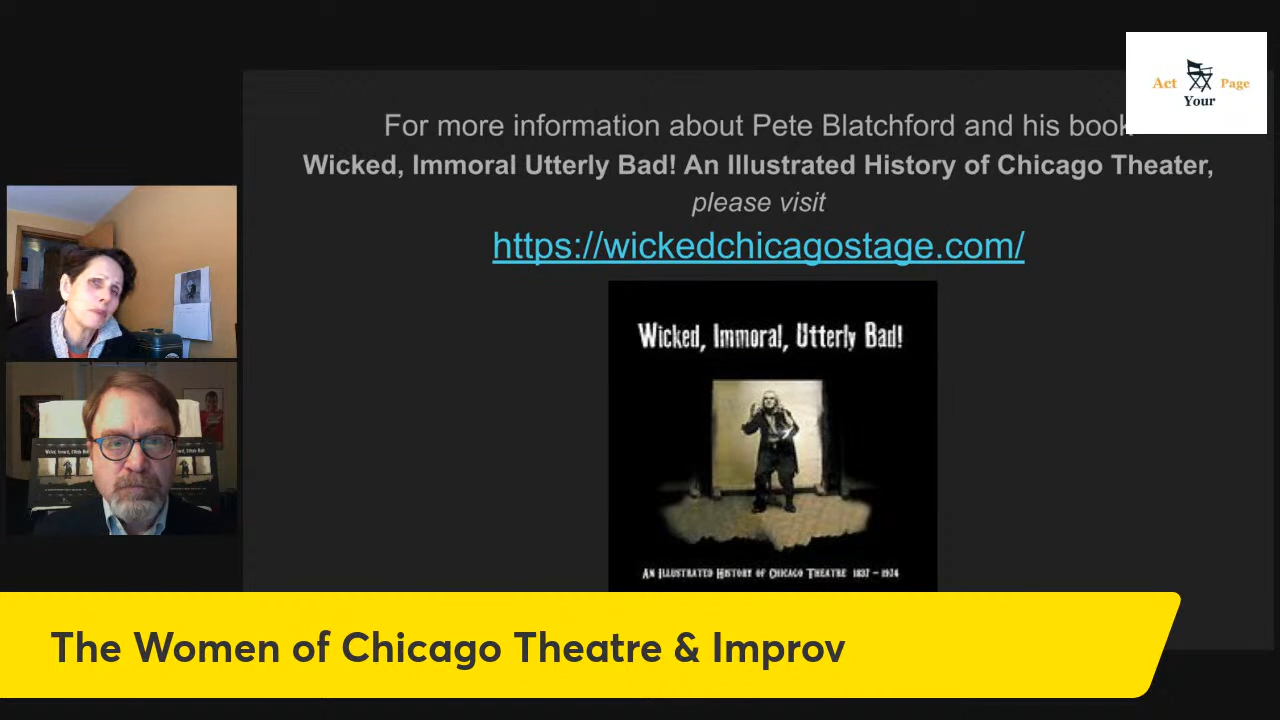 Act
Your
Page
For more information about Pete Blatchford and his book
Wicked, Immoral Utterly Bad! An Illustrated History of Chicago Theater,
please visit
https://wickedchicagostage.com/
Wicked, Immoral, Utterly Bad!
An Illustrated History of Chicago Theatre 1837 – 1974
The Women of Chicago Theatre & Improv